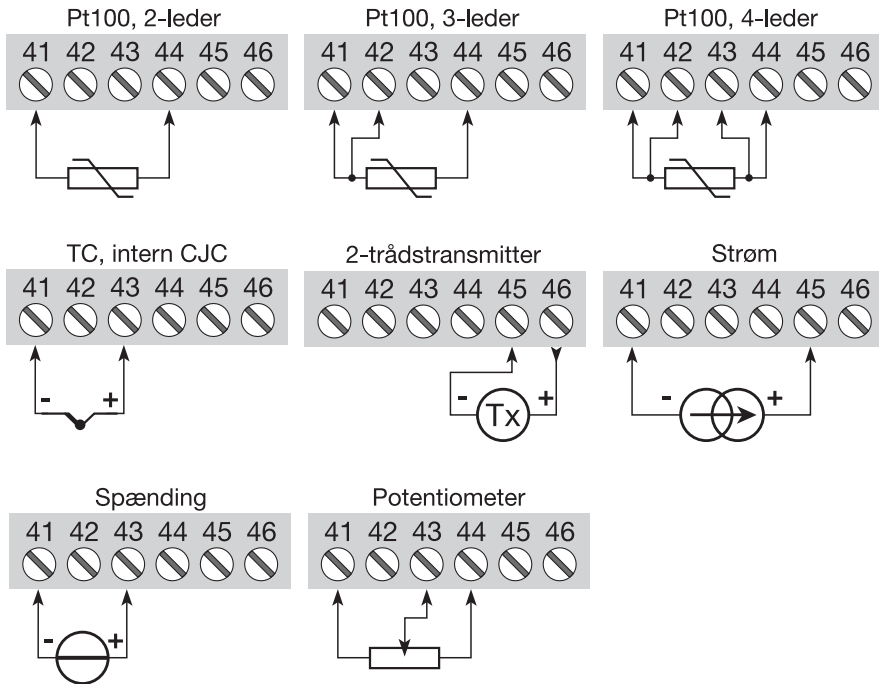 Pt100, 2-leder
41 42 43 44 45 46
Pt100, 3-leder
41 42 43 44 45 46
Pt100, 4-leder
41 42 43 44 45 46
TC, intern CJC
41 42 43 44 45 46
- +
2-trådstransmitter
41 42 43 44 45 46
- Tx +
Strøm
41 42 43 44 45 46
- +
Spænding
41 42 43 44 45 46
- +
Potentiometer
41 42 43 44 45 46